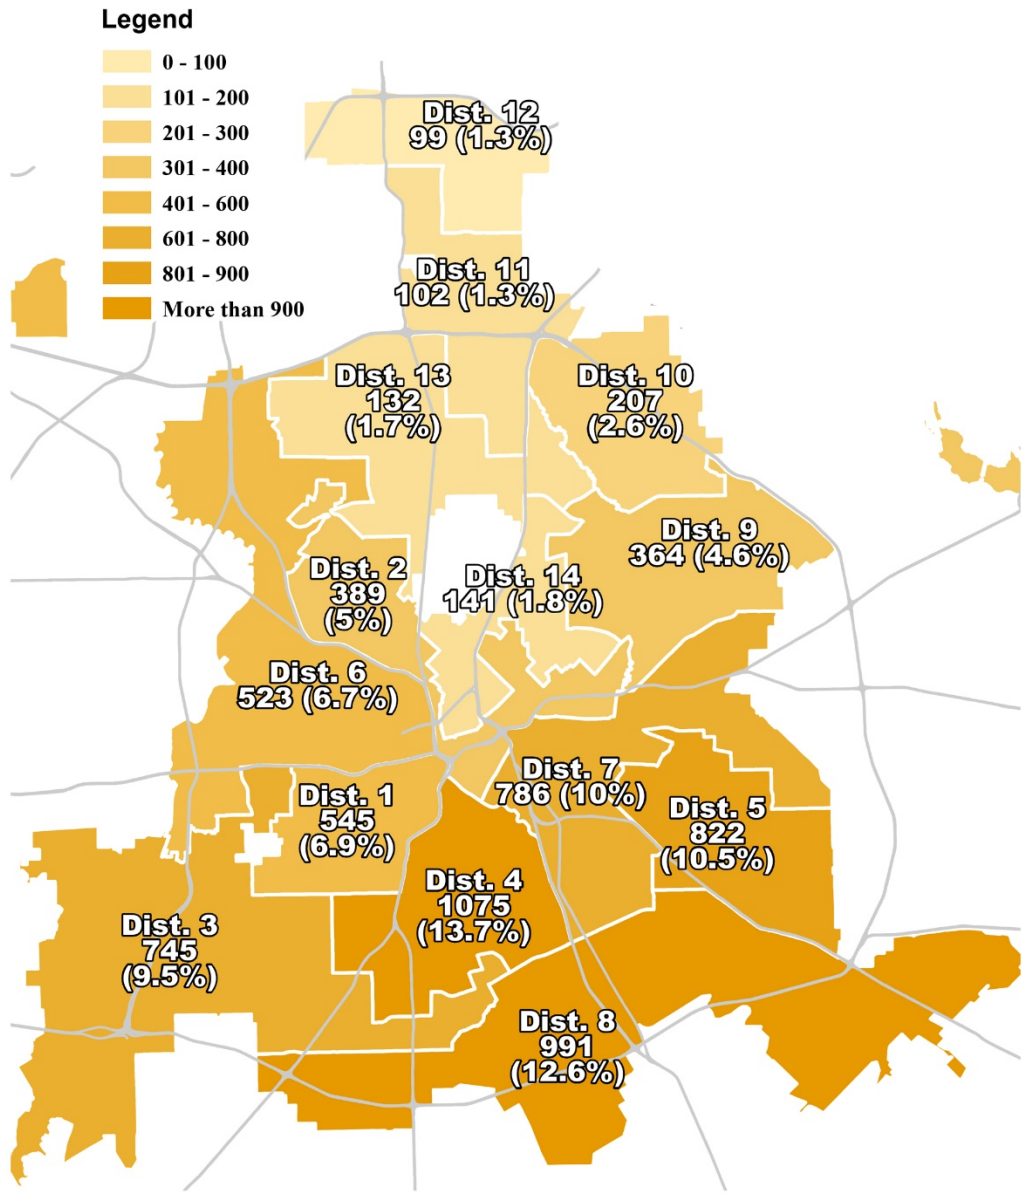 Legend
0 - 100
101 - 200
201 - 300
301 - 400
401 - 600
601 - 800
801 - 900
More than 900
Dist. 12
99 (1.3%)
Dist. 11
102 (1.3%)
Dist. 13
132
(1.7%)
Dist. 10
207
(2.6%)
Dist. 9
364 (4.6%)
Dist. 2
389
(5%)
Dist. 14
141 (1.8%)
Dist. 6
523 (6.7%)
Dist. 7
786 (10%)
Dist. 1
545
(6.9%)
Dist. 5
822
(10.5%)
Dist. 4
1075
(13.7%)
Dist. 3
745
(9.5%)
Dist. 8
991
(12.6%)